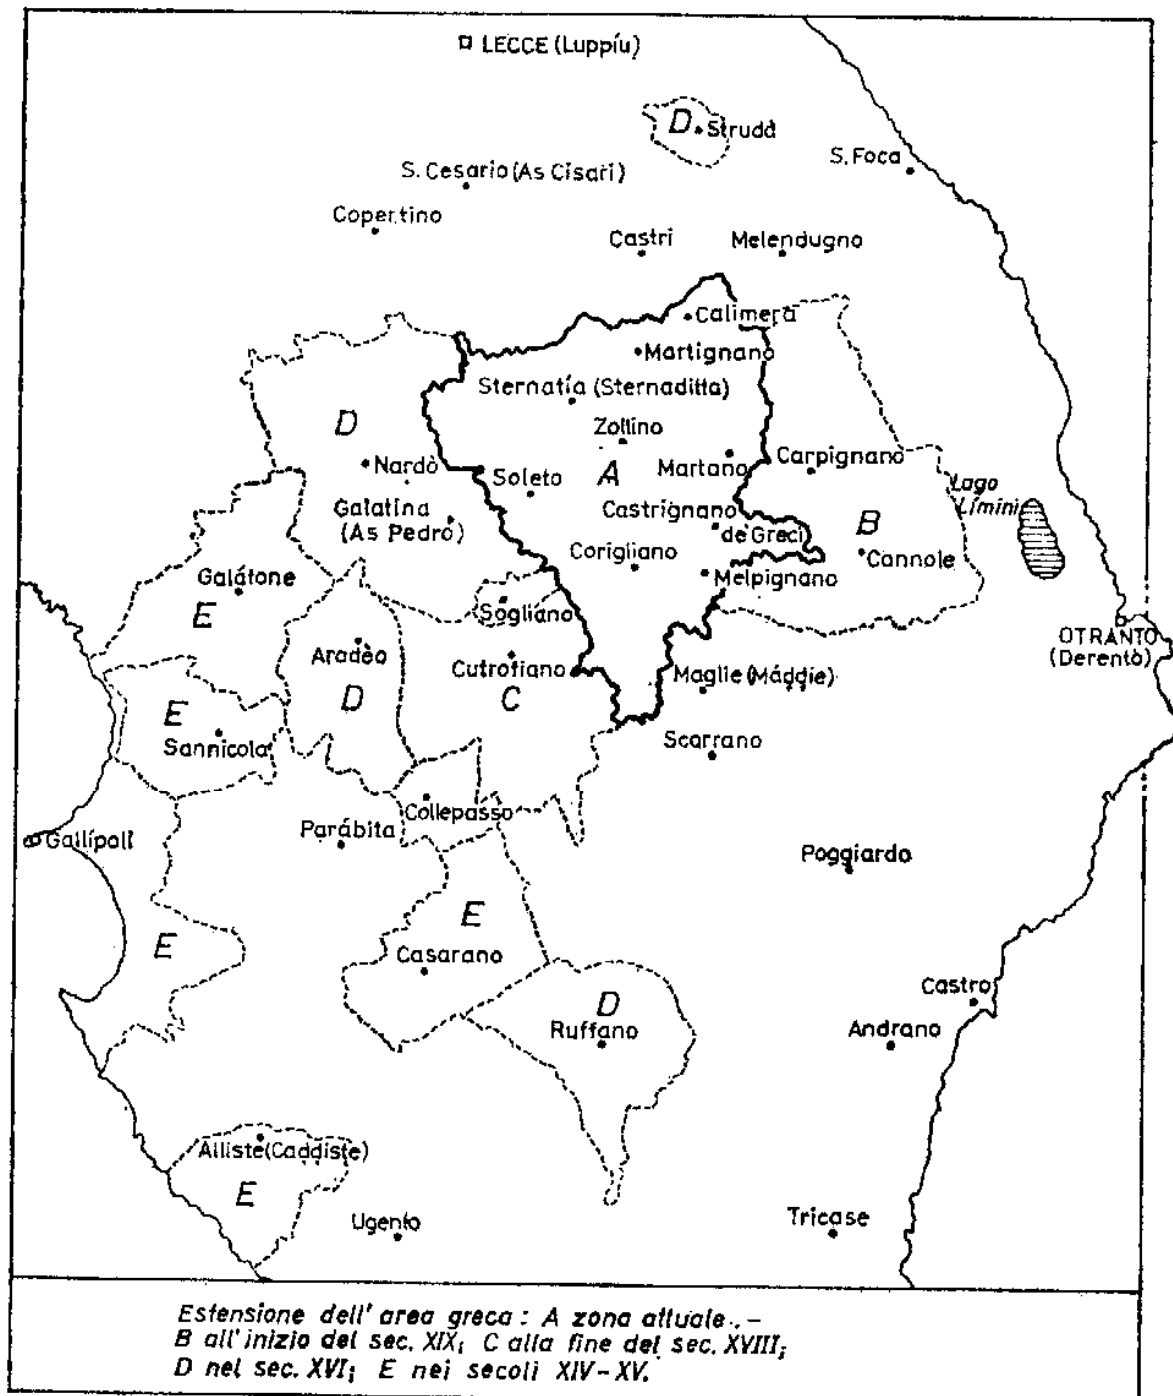 LECCE (Luppíu)
D
Strudà
S. Foca
S. Cesario (As Cisari)
Copertino
Castri
Melendugno
Calimera
Martignano
Sternatía (Sternadítta)
D
Zollino
Nardò
Soleto
A
Martano
Carpignano
Lago
Límini
Galatina
(As Pedro)
Castrignano
de' Greci
B
Corigliano
Cannole
Galátone
Melpignano
E
Sogliano
OTRANTO
(Derentò)
Aradèo
Cutrofiano
Maglie (Máddie)
D
C
E
Sannicola
Scorrano
Collepasso
Gallípoli
Parábita
Poggiardo
E
E
Casarano
Castro
D
Ruffano
Andrano
Alliste (Caddiste)
E
Ugento
Tricase
Estensione dell' area greca : A zona attuale. –
B all' inizio del sec. XIX; C alla fine del sec. XVIII;
D nel sec. XVI; E nei secoli XIV – XV.